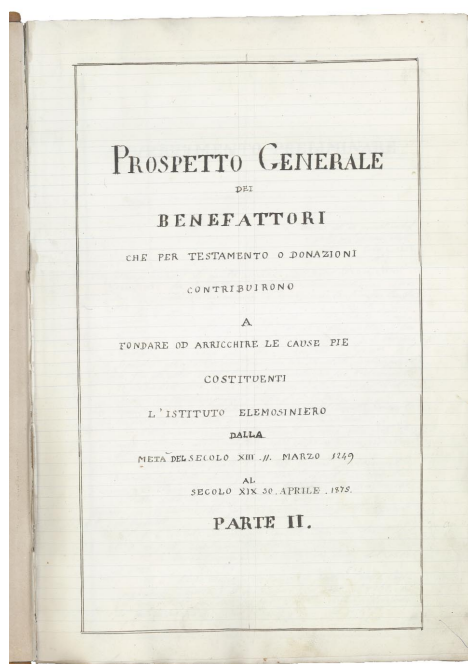 PROSPETTO GENERALE
DEI
BENEFATTORI
CHE PER TESTAMENTO O DONAZIONI
CONTRIBUIRONO
A
FONDARE OD ARRICCHIRE LE CAUSE PIE
COSTITUENTI
L'ISTITUTO ELEMOSINIERO
DALLA
METÀ DEL SECOLO XIII. 11. MARZO 1249
AL
SECOLO XIX 30. APRILE. 1875.
PARTE II.